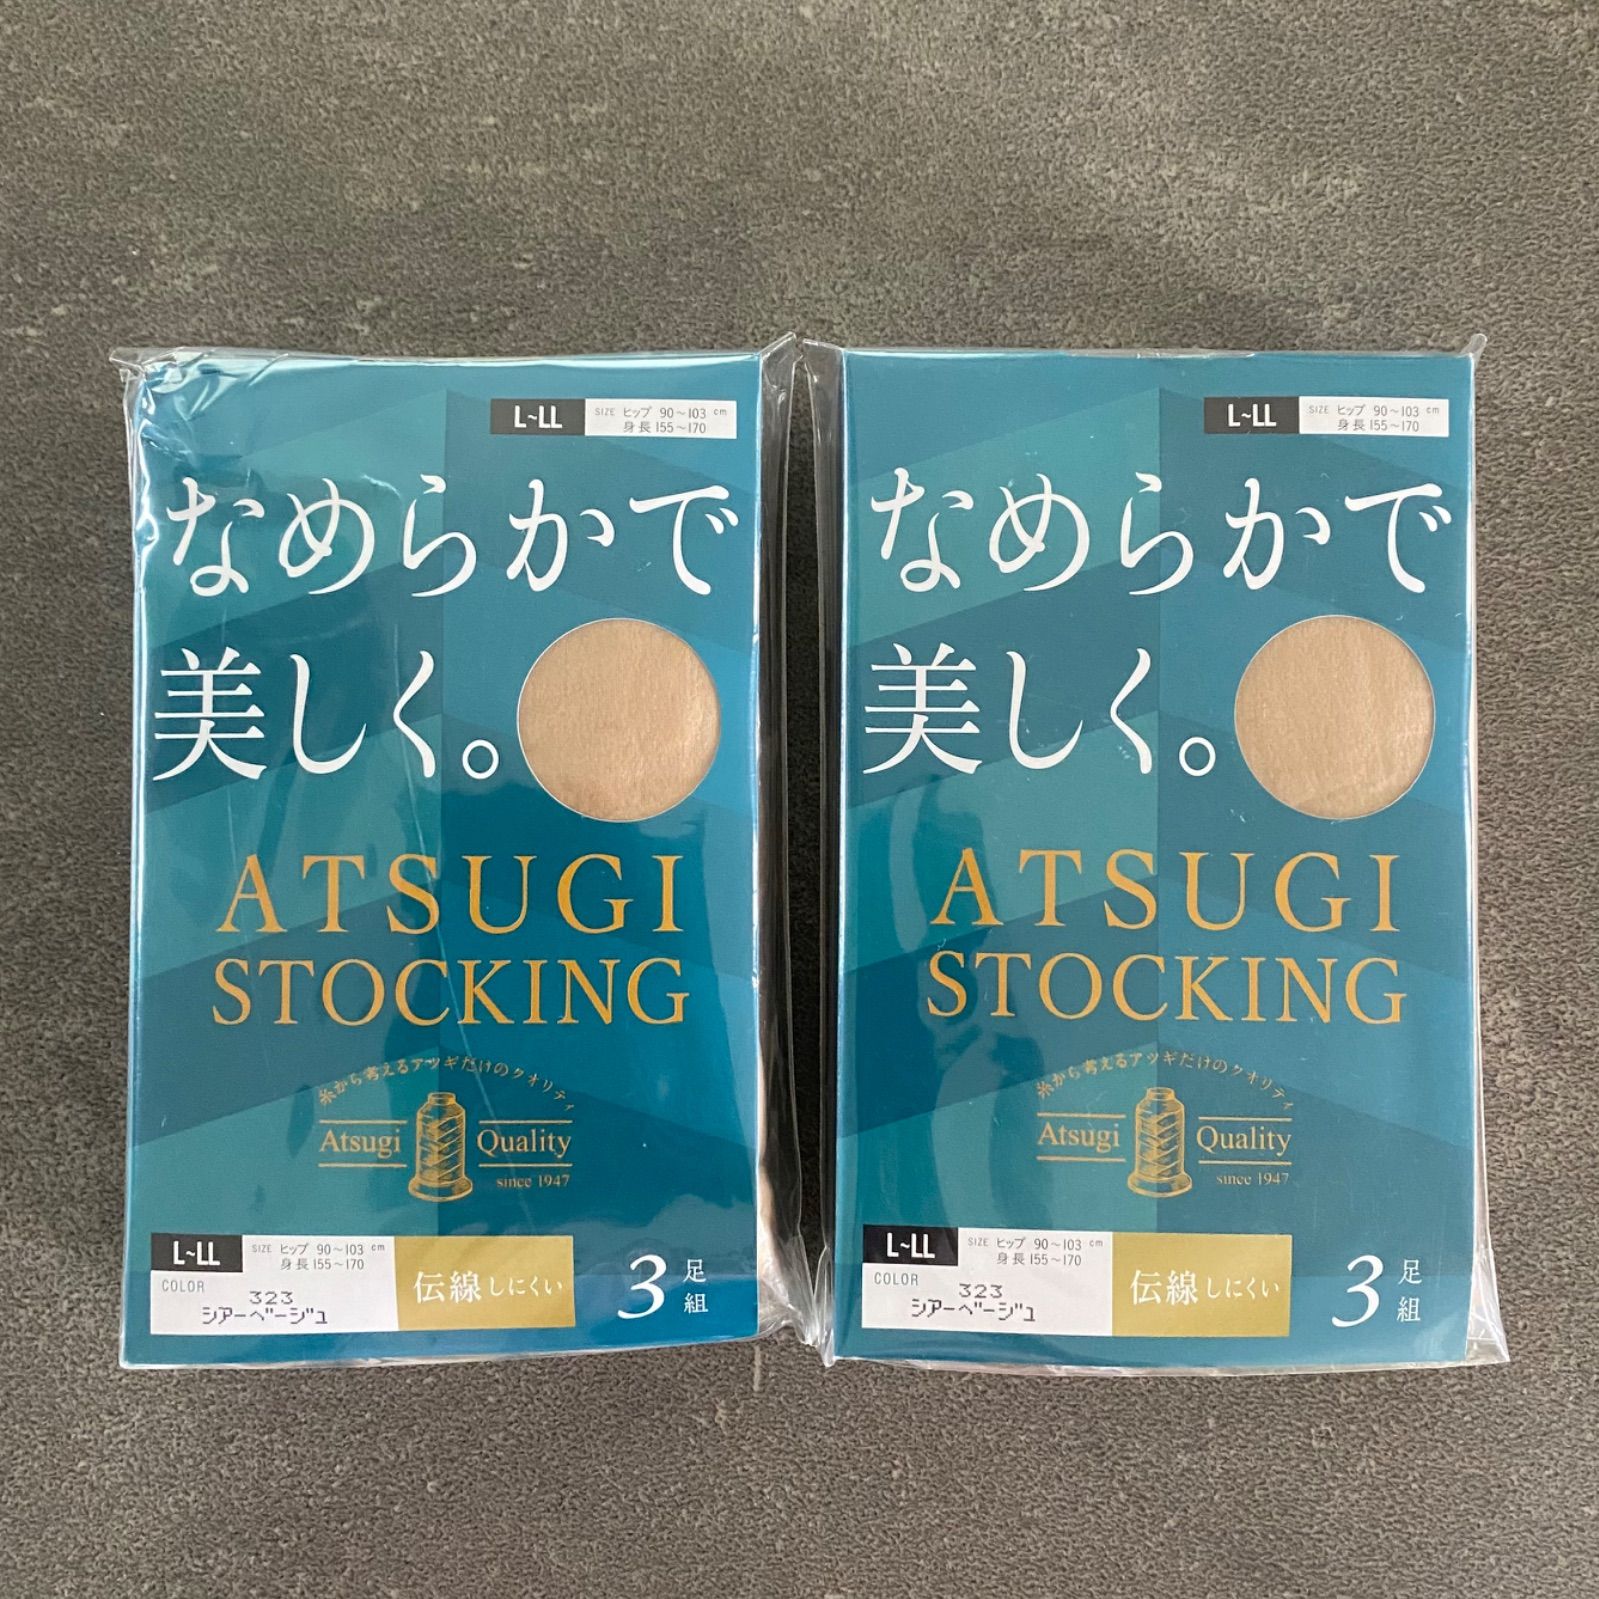 L~LL SIZE ヒップ 90～103 cm
身長 155～170
なめらかで
美しく。
ATSUGI
STOCKING
糸から考えるアツギだけのクオリティ
Atsugi Quality
since 1947
L~LL SIZE ヒップ 90～103 cm
身長 155～170
COLOR
323
シアーベージュ
伝線しにくい
3足組
L~LL SIZE ヒップ 90～103 cm
身長 155～170
なめらかで
美しく。
ATSUGI
STOCKING
糸から考えるアツギだけのクオリティ
Atsugi Quality
since 1947
L~LL SIZE ヒップ 90～103 cm
身長 155～170
COLOR
323
シアーベージュ
伝線しにくい
3足組